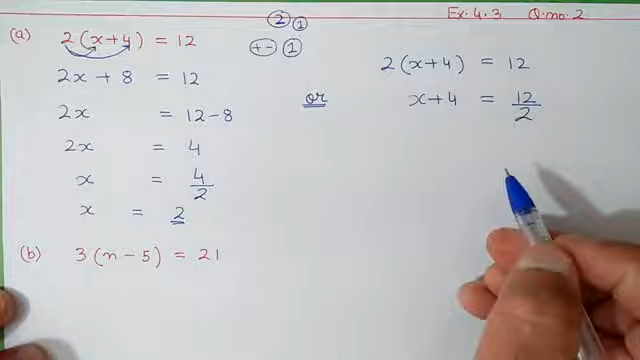 Ex. 4.3 Q.no. 2
2 1
+ - 1
(a) 2(x+4) = 12
2x + 8 = 12
2x = 12-8
2x = 4
x = 4/2
x = 2
or
2(x+4) = 12
x+4 = 12/2
(b) 3(n-5) = 21